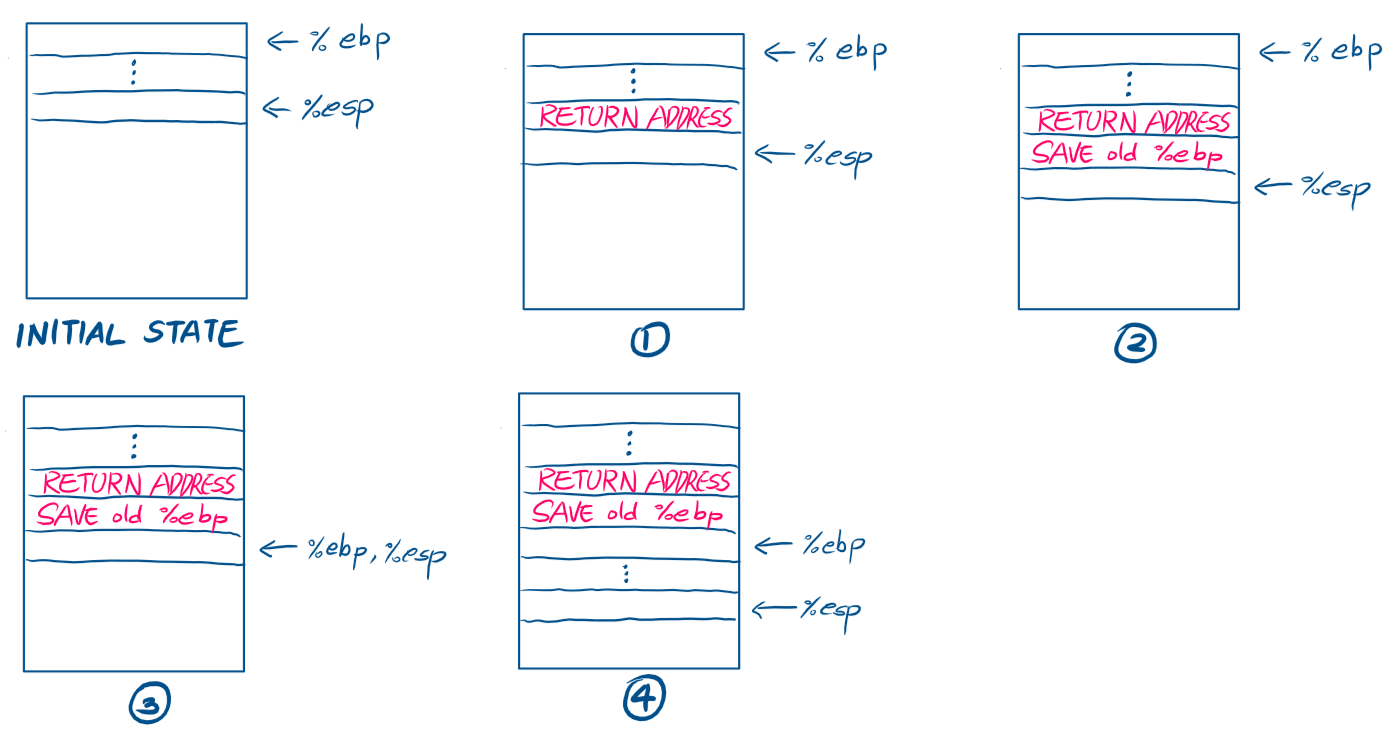 ← % ebp
⋮
← %esp
INITIAL STATE
← % ebp
⋮
RETURN ADDRESS
← %esp
①
← % ebp
⋮
RETURN ADDRESS
SAVE old %ebp
← %esp
②
⋮
RETURN ADDRESS
SAVE old %ebp
← %ebp, %esp
③
⋮
RETURN ADDRESS
SAVE old %ebp
← %ebp
⋮
← %esp
④